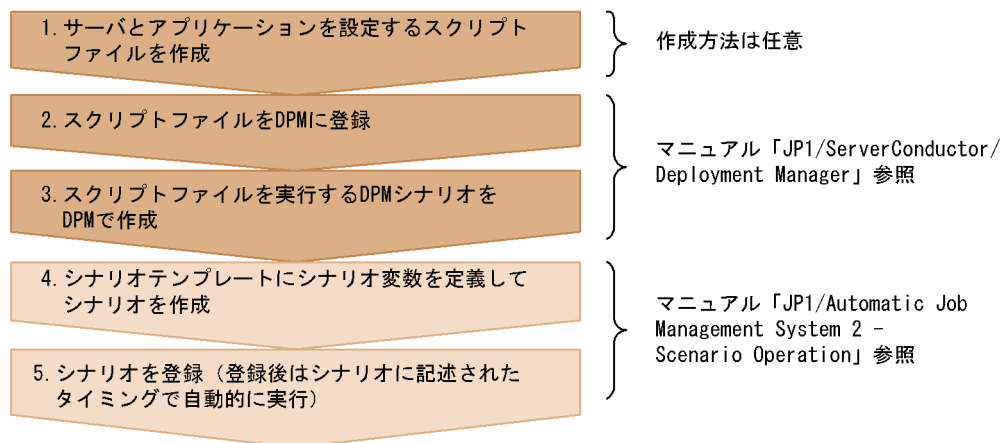 1. サーバとアプリケーションを設定するスクリプト
ファイルを作成
作成方法は任意
2. スクリプトファイルをDPMに登録
3. スクリプトファイルを実行するDPMシナリオを
DPMで作成
マニュアル「JP1/ServerConductor/
Deployment Manager」参照
4. シナリオテンプレートにシナリオ変数を定義して
シナリオを作成
5. シナリオを登録（登録後はシナリオに記述された
タイミングで自動的に実行）
マニュアル「JP1/Automatic Job
Management System 2 -
Scenario Operation」参照